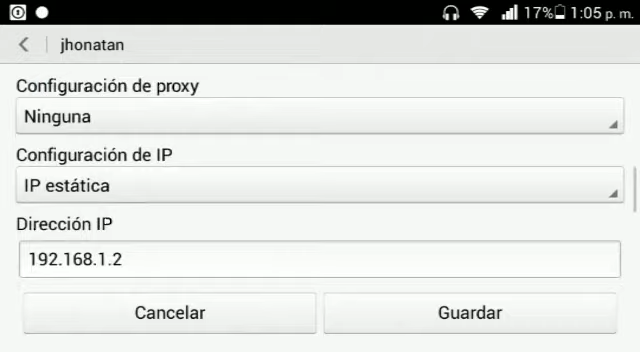 17% 1:05 p. m.
jhonatan
Configuración de proxy
Ninguna
Configuración de IP
IP estática
Dirección IP
192.168.1.2
Cancelar Guardar